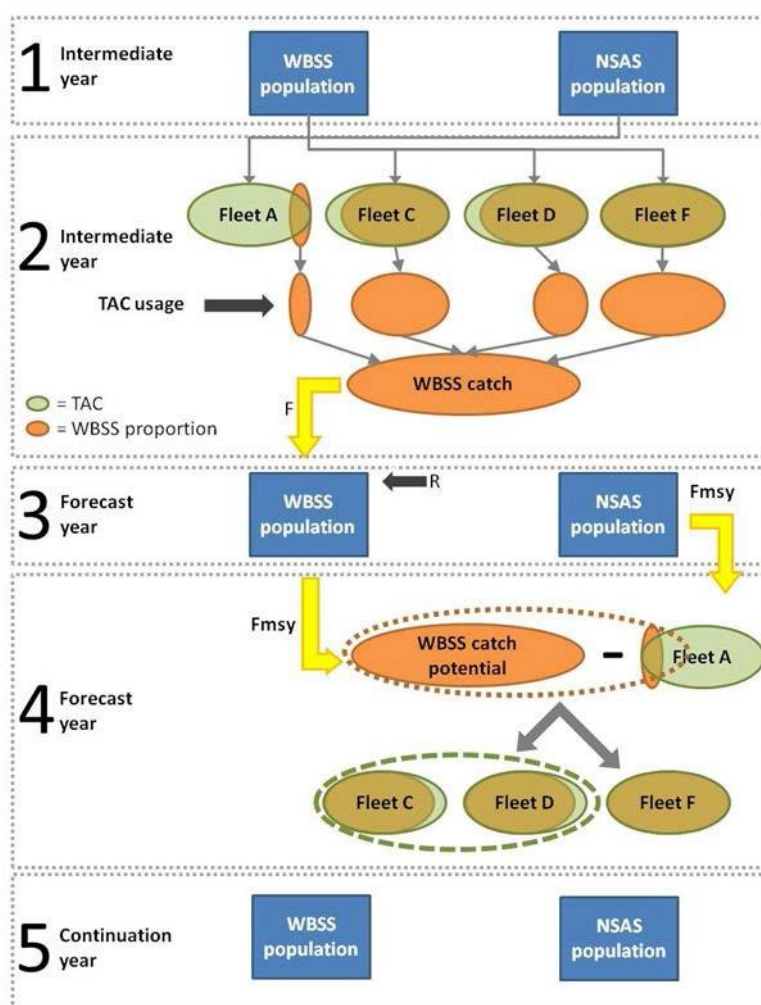 1 Intermediate
year
WBSS
population
NSAS
population
2 Intermediate
year
Fleet A
Fleet C
Fleet D
Fleet F
TAC usage
WBSS catch
= TAC
= WBSS proportion
F
3 Forecast
year
WBSS
population
R
NSAS
population
Fmsy
4 Forecast
year
Fmsy
WBSS catch
potential
-
Fleet A
Fleet C
Fleet D
Fleet F
5 Continuation
year
WBSS
population
NSAS
population